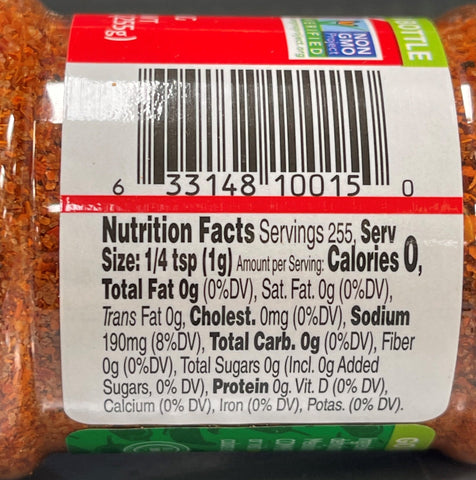 BOTTLE
NT
(255g)
NON
GMO
Project
VERIFIED
6 33148 10015 0
Nutrition Facts Servings 255, Serv
Size: 1/4 tsp (1g) Amount per Serving: Calories 0,
Total Fat 0g (0%DV), Sat. Fat. 0g (0%DV),
Trans Fat 0g, Cholest. 0mg (0%DV), Sodium
190mg (8%DV), Total Carb. 0g (0%DV), Fiber
0g (0%DV), Total Sugars 0g (Incl. 0g Added
Sugars, 0% DV), Protein 0g. Vit. D (0% DV),
Calcium (0% DV), Iron (0% DV), Potas. (0% DV).